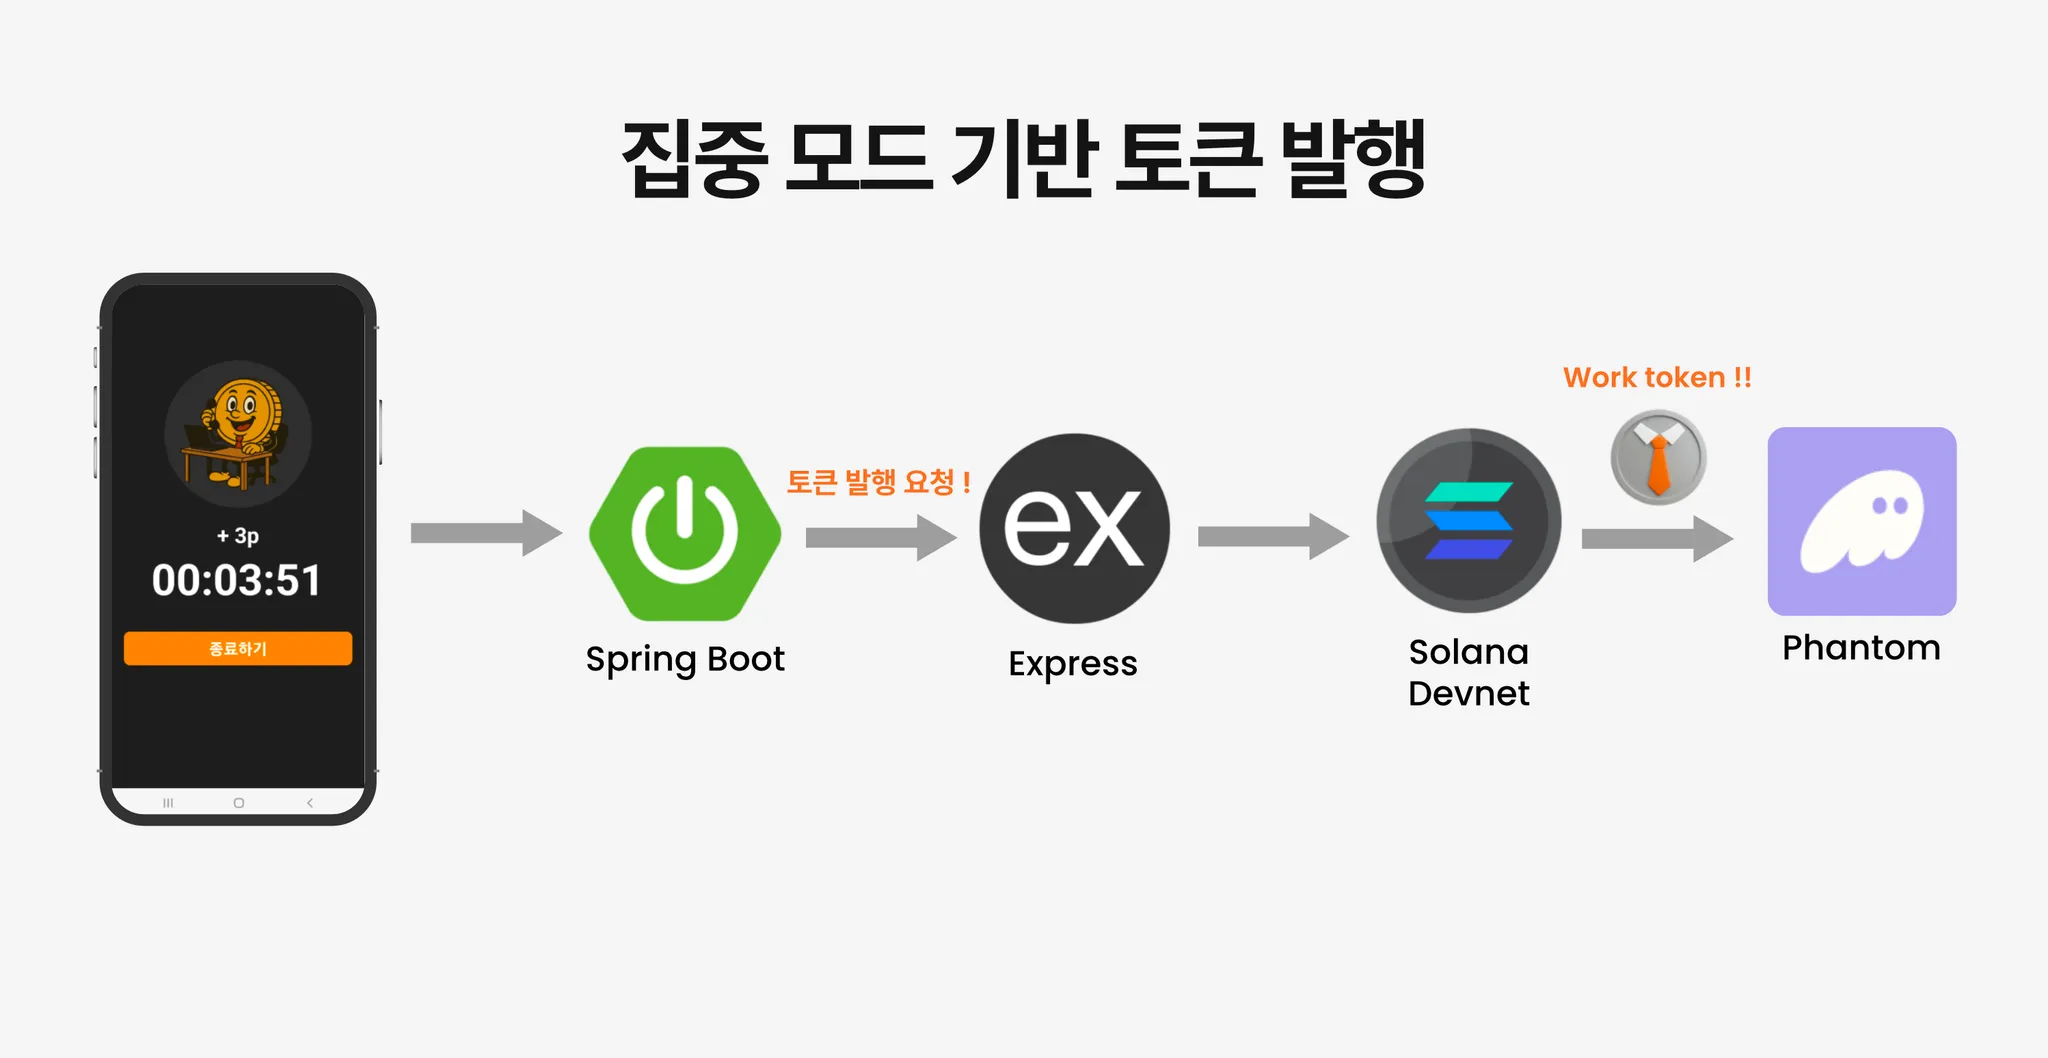 집중 모드 기반 토큰 발행
+ 3p
00:03:51
종료하기
Spring Boot
토큰 발행 요청 !
ex
Express
Solana
Devnet
Work token !!
Phantom